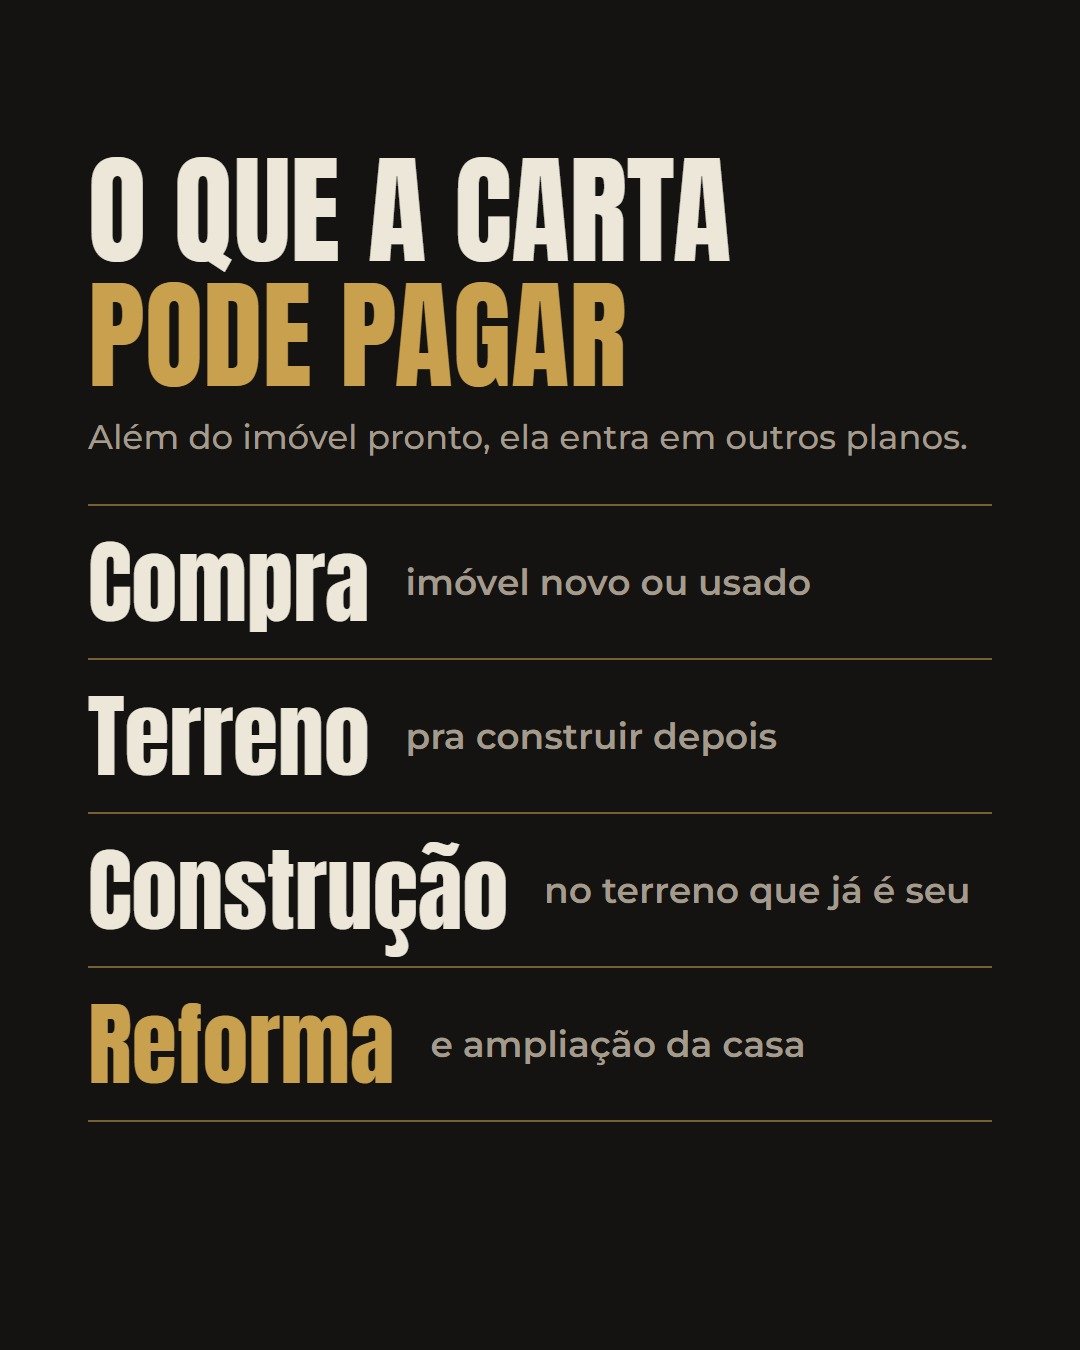 O QUE A CARTA
PODE PAGAR
Além do imóvel pronto, ela entra em outros planos.
Compra imóvel novo ou usado
Terreno pra construir depois
Construção no terreno que já é seu
Reforma e ampliação da casa